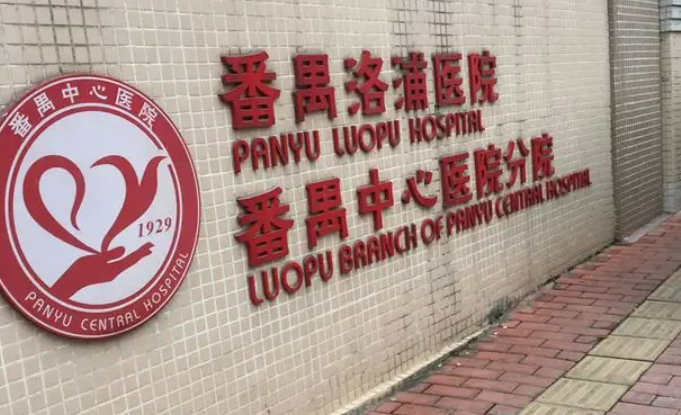 番禺中心医院
1929
PANYU CENTRAL HOSPITAL
番禺洛浦医院
PANYU LUOPU HOSPITAL
番禺中心医院分院
LUOPU BRANCH OF PANYU CENTRAL HOSPITAL